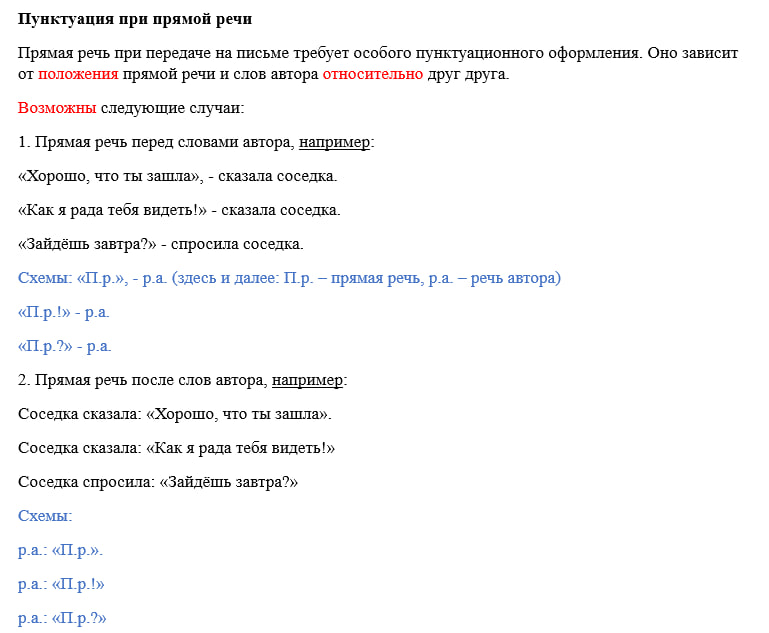 Пунктуация при прямой речи
Прямая речь при передаче на письме требует особого пунктуационного оформления. Оно зависит
от положения прямой речи и слов автора относительно друг друга.
Возможны следующие случаи:
1. Прямая речь перед словами автора, например:
«Хорошо, что ты зашла», - сказала соседка.
«Как я рада тебя видеть!» - сказала соседка.
«Зайдёшь завтра?» - спросила соседка.
Схемы: «П.р.», - р.а. (здесь и далее: П.р. – прямая речь, р.а. – речь автора)
«П.р.!» - р.а.
«П.р.?» - р.а.
2. Прямая речь после слов автора, например:
Соседка сказала: «Хорошо, что ты зашла».
Соседка сказала: «Как я рада тебя видеть!»
Соседка спросила: «Зайдёшь завтра?»
Схемы:
р.а.: «П.р.».
р.а.: «П.р.!»
р.а.: «П.р.?»